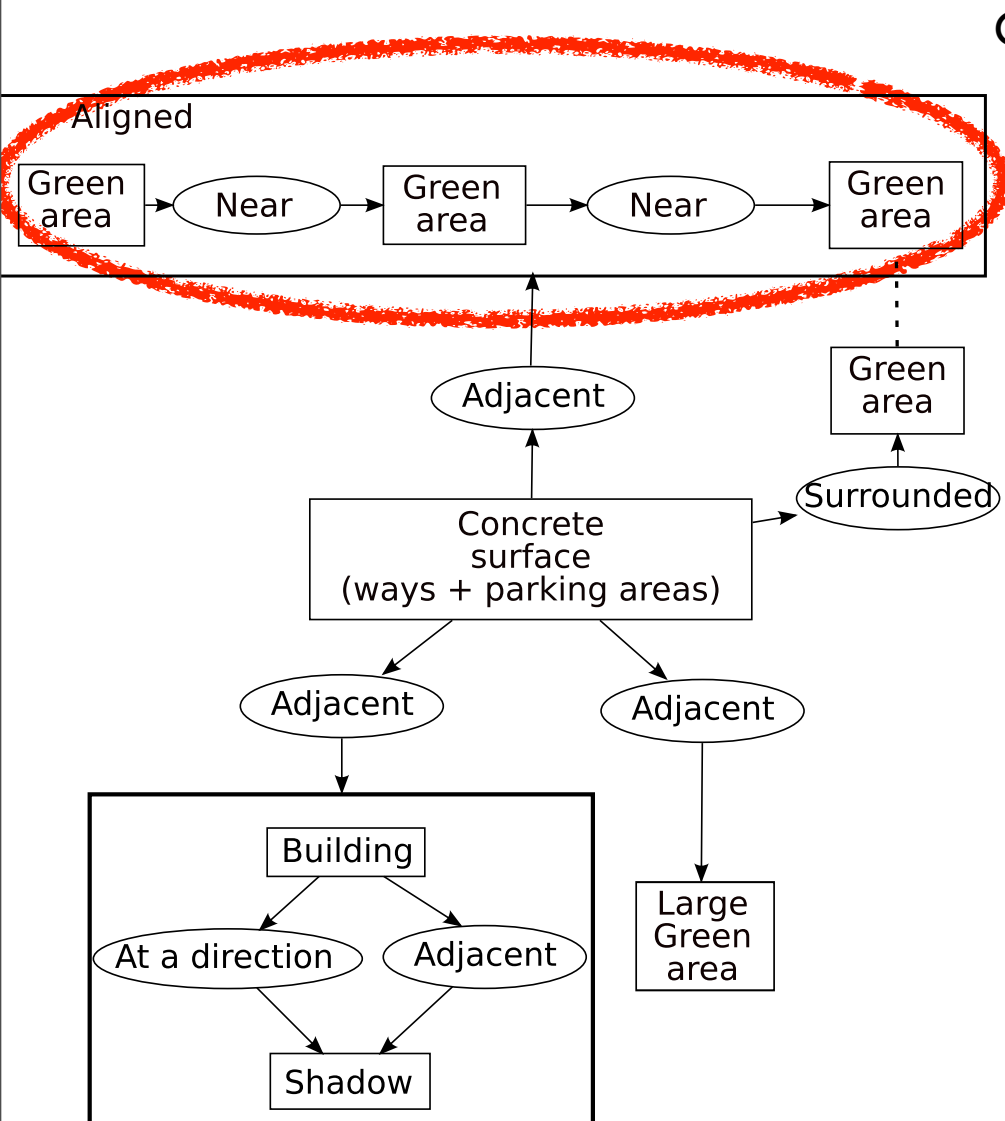 Aligned
Green
area
Near
Green
area
Near
Green
area
Adjacent
Green
area
Surrounded
Concrete
surface
(ways + parking areas)
Adjacent
Adjacent
Building
At a direction
Adjacent
Large
Green
area
Shadow